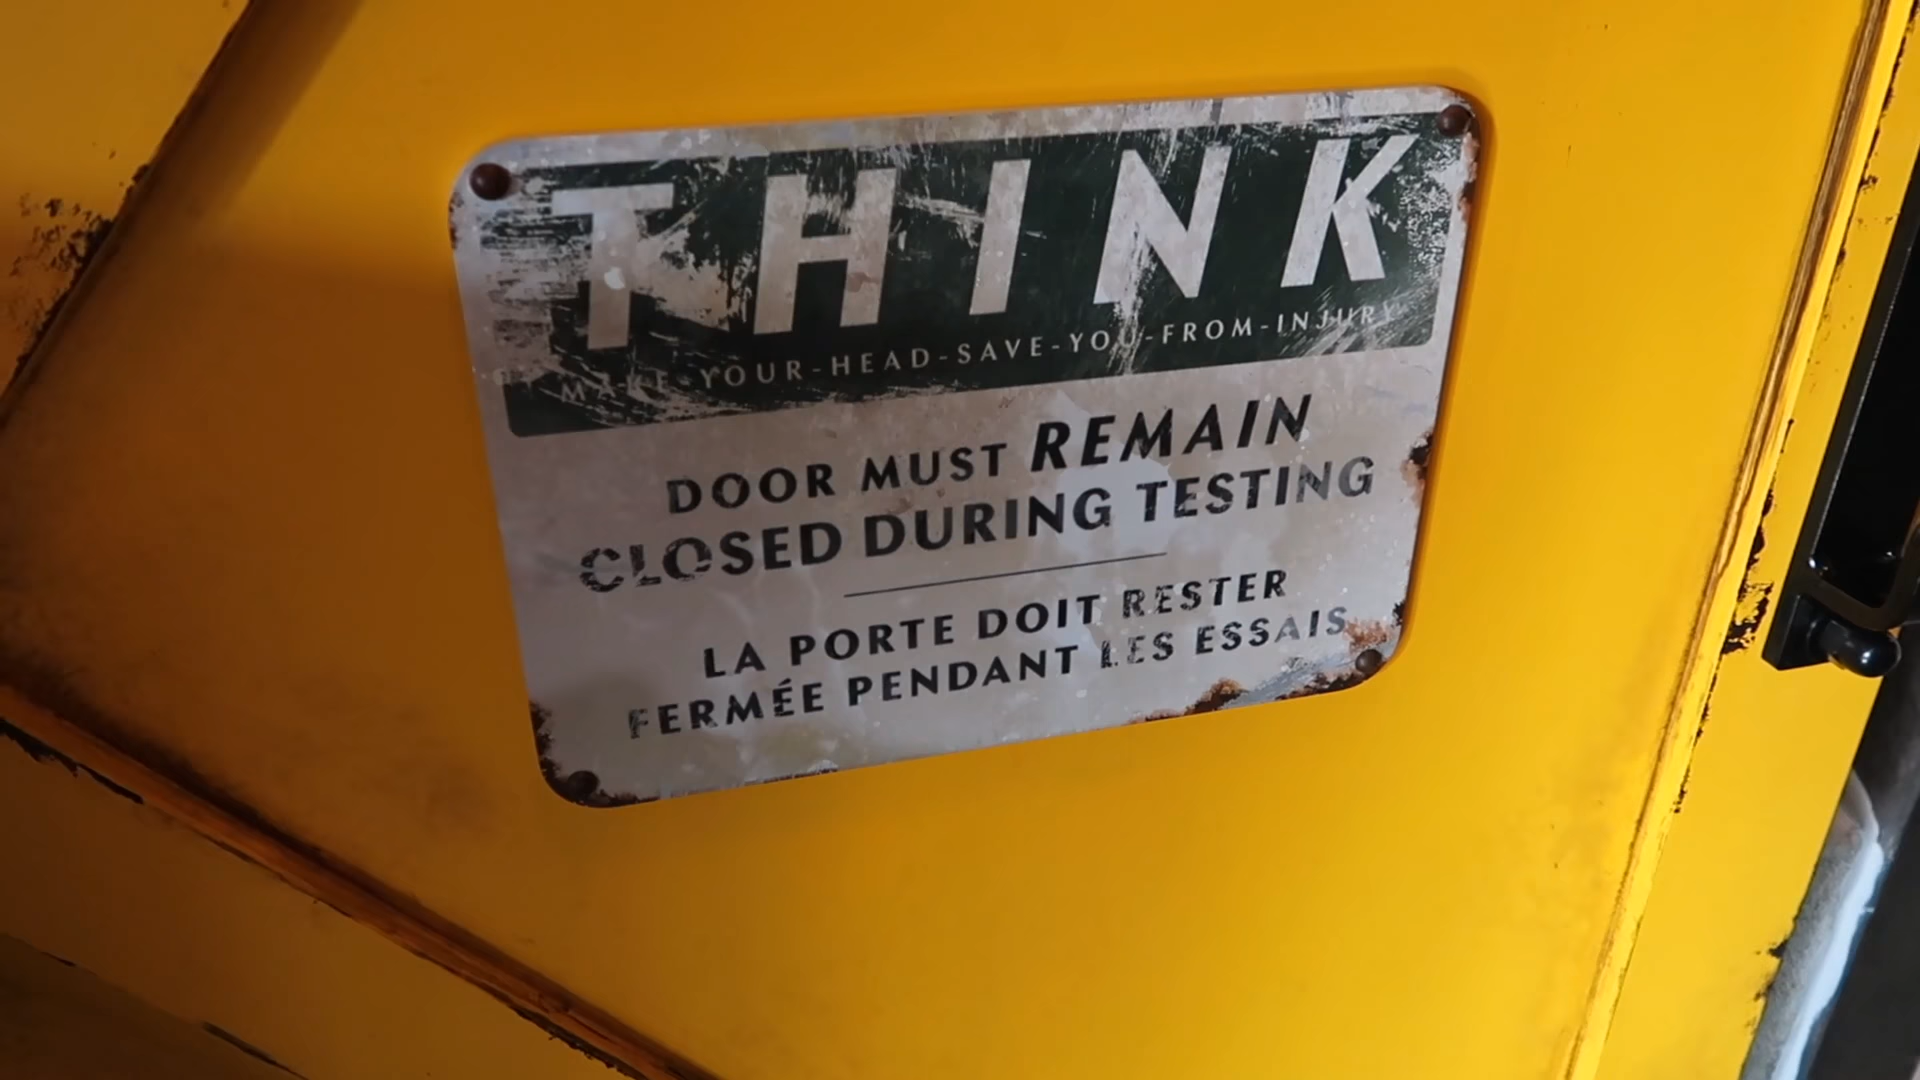 THINK
MAKE-YOUR-HEAD-SAVE-YOU-FROM-INJURY
DOOR MUST REMAIN
CLOSED DURING TESTING
LA PORTE DOIT RESTER
FERMÉE PENDANT LES ESSAIS